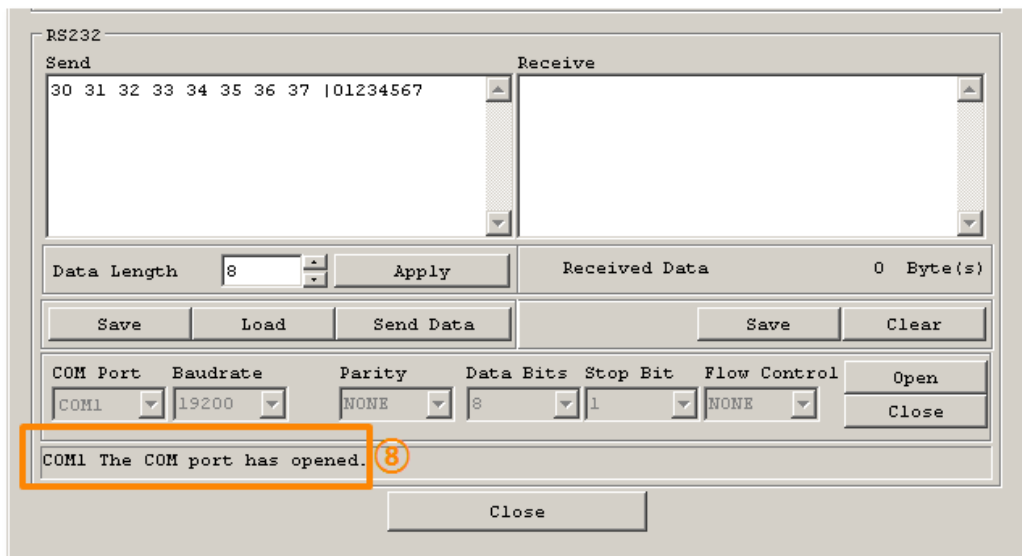 RS232
Send
Receive
30 31 32 33 34 35 36 37 |01234567
Data Length 8 Apply
Received Data 0 Byte(s)
Save Load Send Data
Save Clear
COM Port Baudrate Parity Data Bits Stop Bit Flow Control
COM1 19200 NONE 8 1 NONE
Open
Close
COM1 The COM port has opened. ⑧
Close